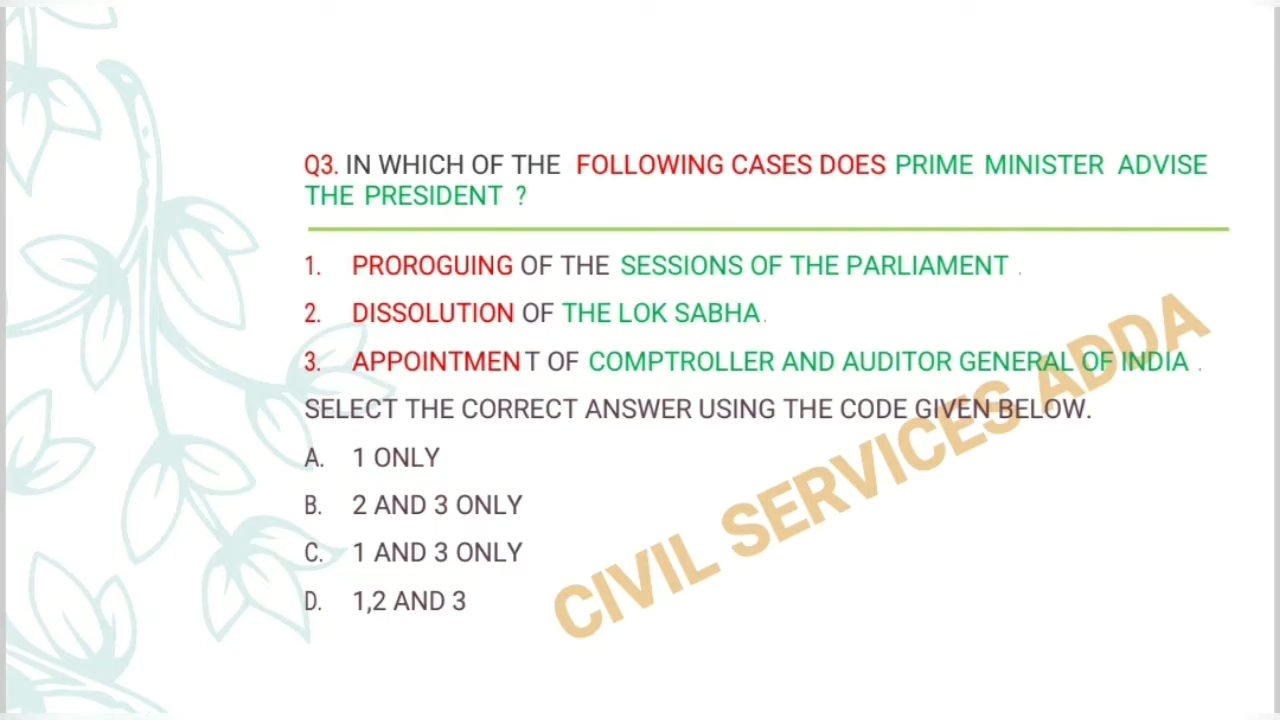 Q3. IN WHICH OF THE FOLLOWING CASES DOES PRIME MINISTER ADVISE
THE PRESIDENT ?
1. PROROGUING OF THE SESSIONS OF THE PARLIAMENT .
2. DISSOLUTION OF THE LOK SABHA.
3. APPOINTMENT OF COMPTROLLER AND AUDITOR GENERAL OF INDIA .
SELECT THE CORRECT ANSWER USING THE CODE GIVEN BELOW.
A. 1 ONLY
B. 2 AND 3 ONLY
C. 1 AND 3 ONLY
D. 1,2 AND 3
CIVIL SERVICES ADDA